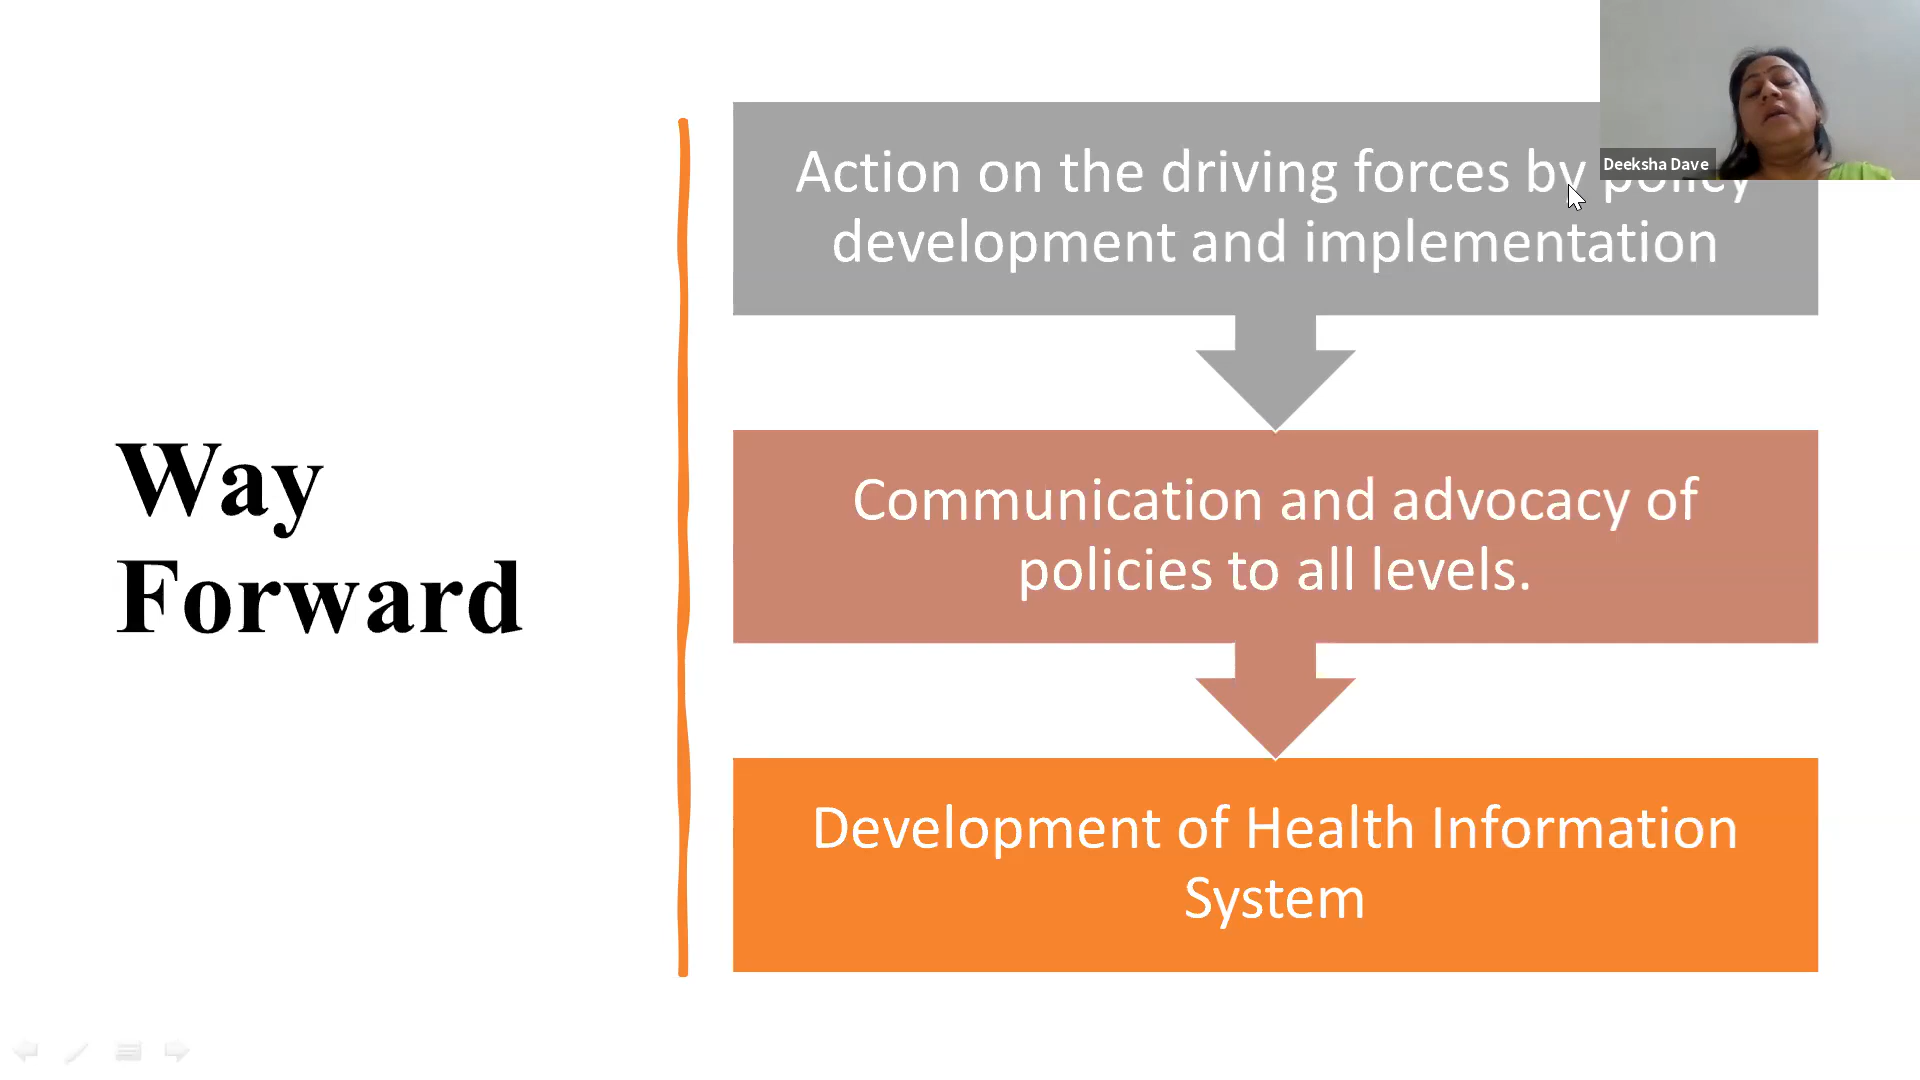 Way
Forward
Action on the driving forces by policy
development and implementation
Communication and advocacy of
policies to all levels.
Development of Health Information
System
Deeksha Dave